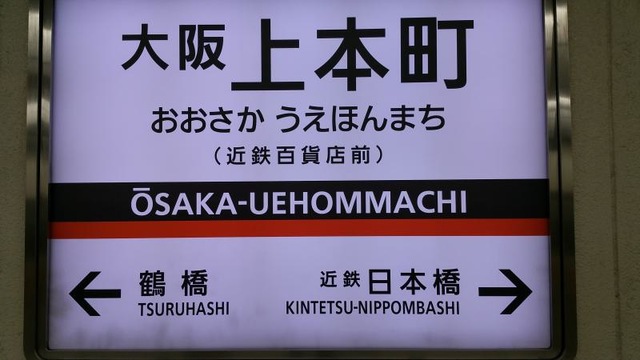 大阪 上本町
おおさか うえほんまち
（近鉄百貨店前）
ŌSAKA-UEHOMMACHI
鶴橋 近鉄 日本橋
TSURUHASHI KINTETSU-NIPPOMBASHI